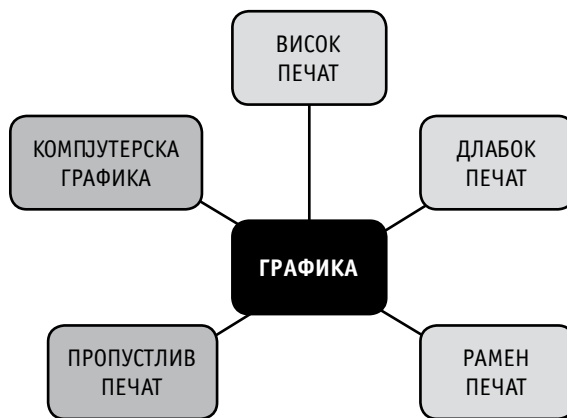 ВИСОК
ПЕЧАТ
КОМПЈУТЕРСКА
ГРАФИКА
ДЛАБОК
ПЕЧАТ
ГРАФИКА
ПРОПУСТЛИВ
ПЕЧАТ
РАМЕН
ПЕЧАТ